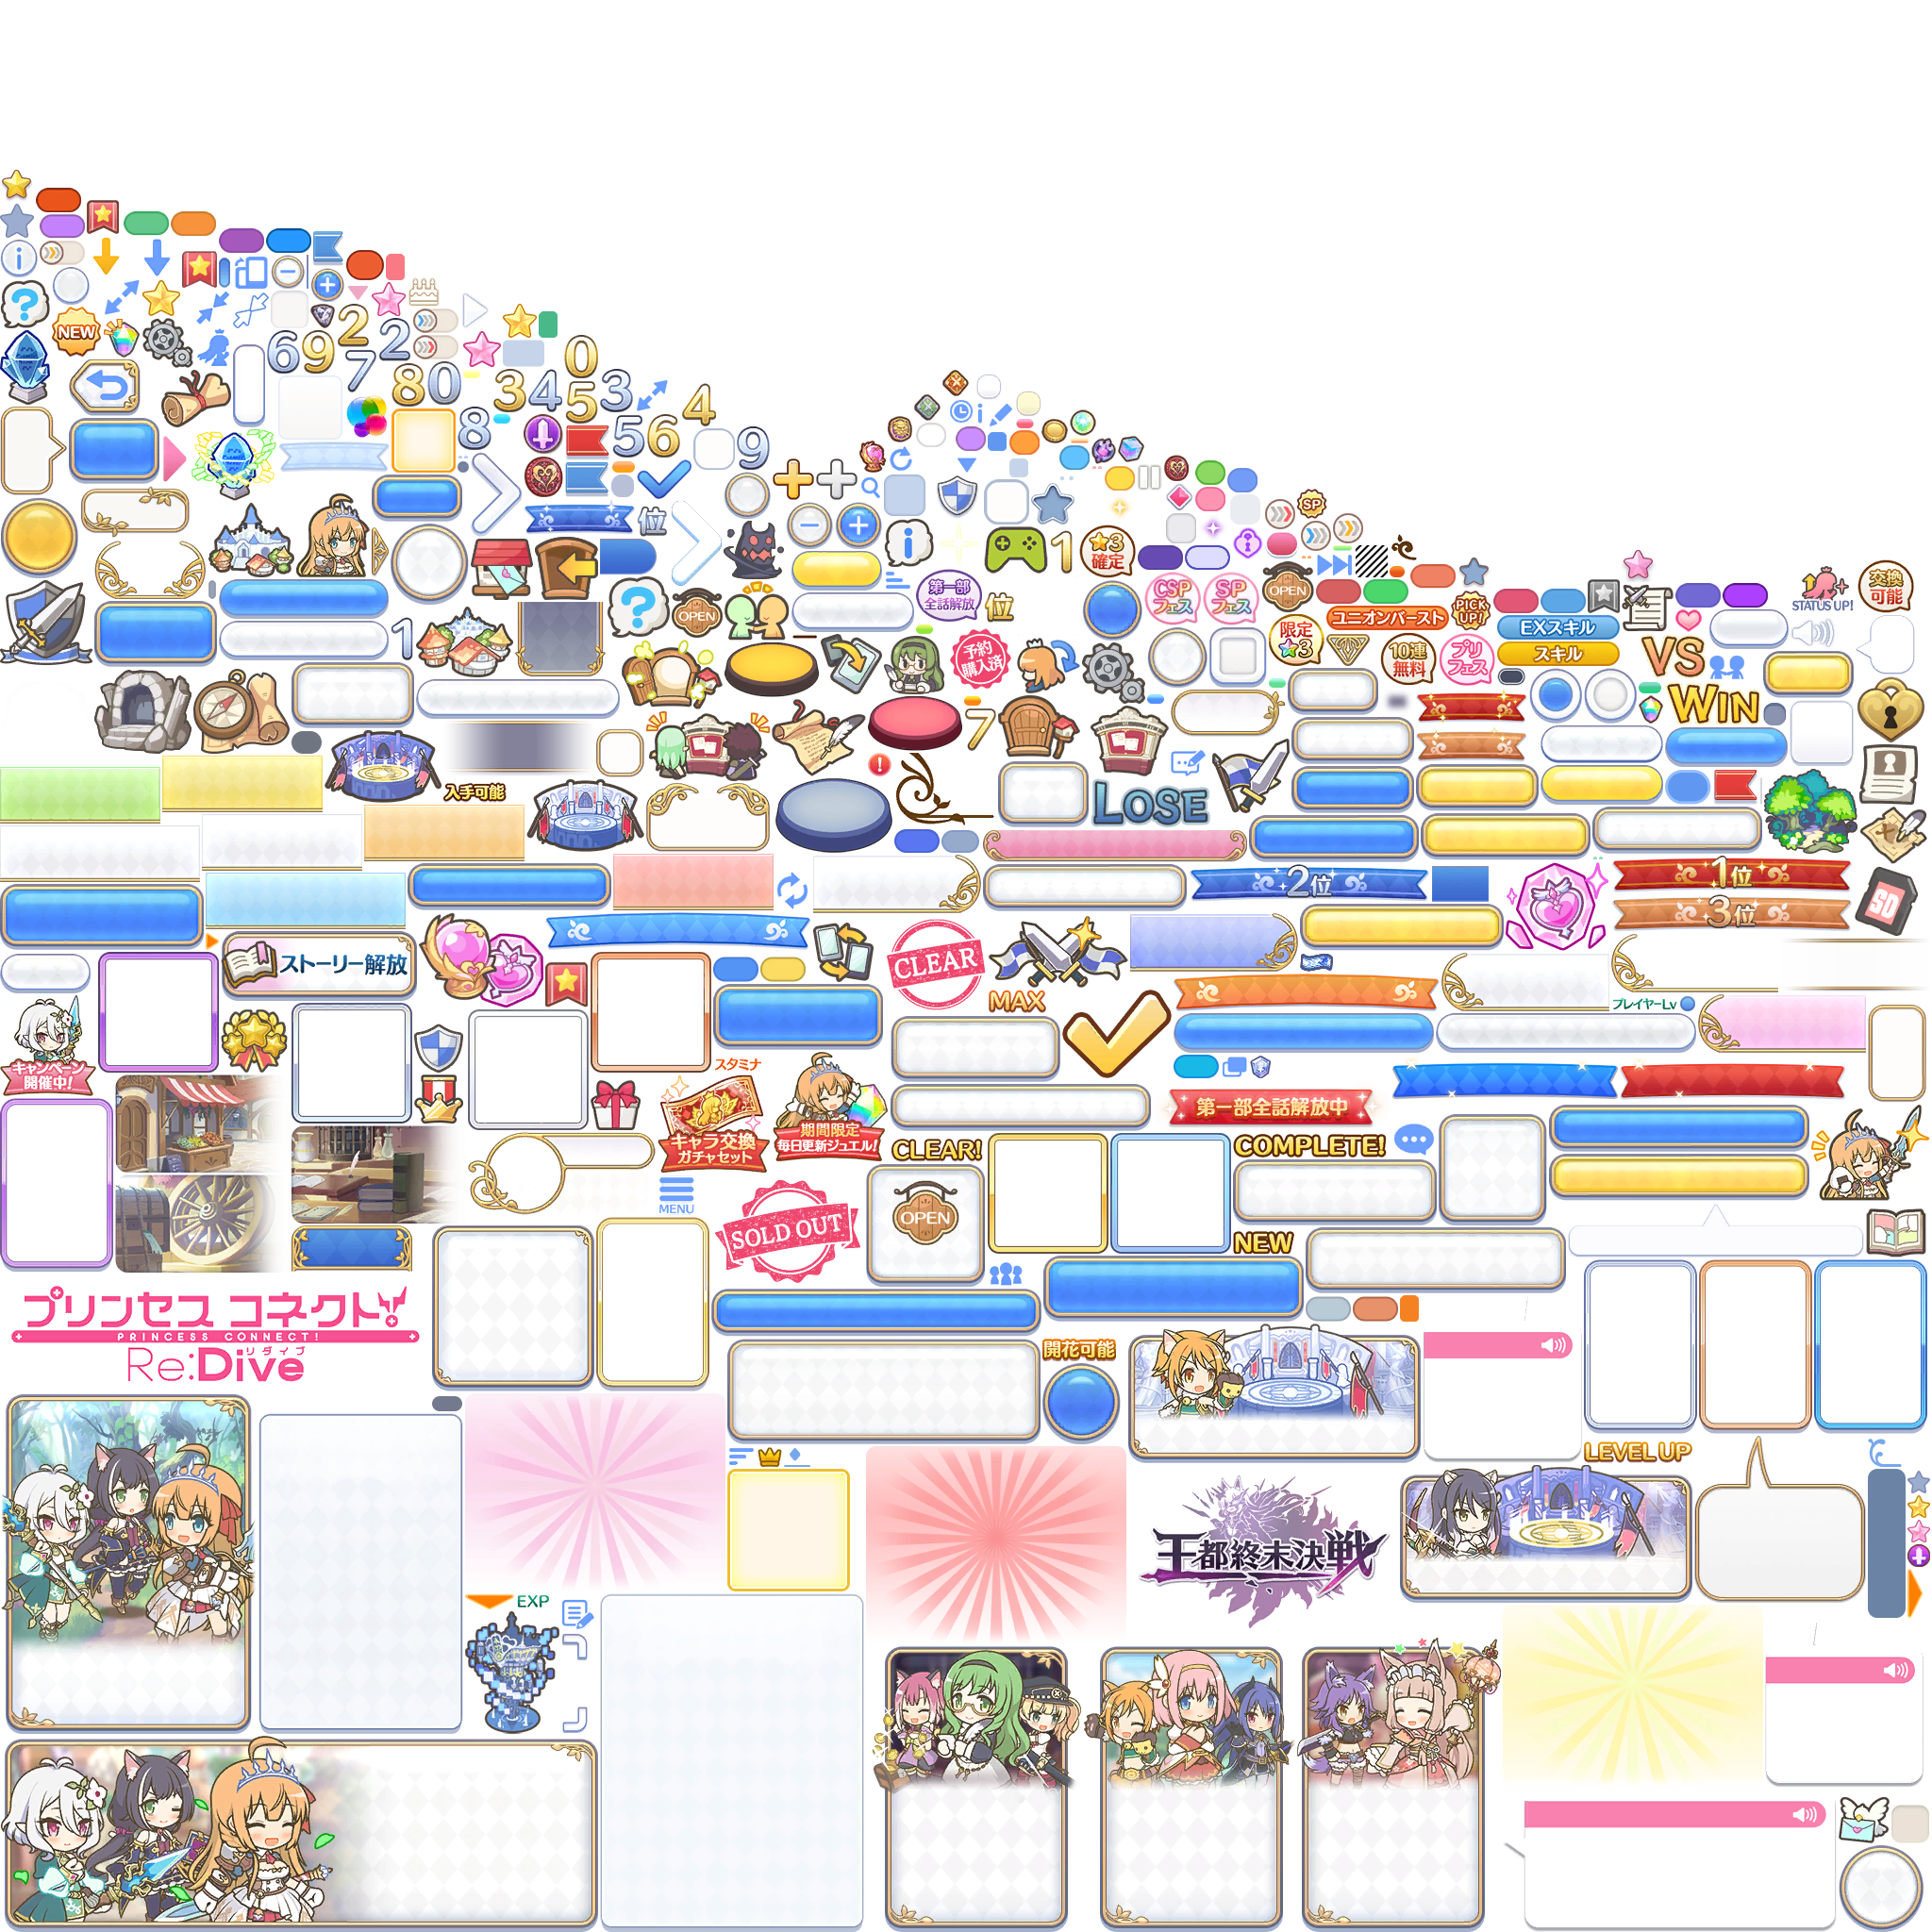 NEW
2
2
6
9
7
0
8
0
3
4
5
3
4
8
5
6
9
位
1
SP
☆3
確定
第一部
全話解放
位
CSP
フェス
SP
フェス
OPEN
OPEN
ユニオンバースト
PICK
UP!
EXスキル
スキル
STATUS UP!
交換
可能
1
予約
購入済
限定
☆3
10連
無料
プリ
フェス
VS
WIN
7
入手可能
LOSE
2位
1位
3位
SD
ストーリー解放
CLEAR
MAX
プレイヤーLv
キャンペーン
開催中!
スタミナ
キャラ交換
ガチャセット
期間限定
毎日更新ジュエル!
第一部全話解放中
CLEAR!
COMPLETE!
MENU
SOLD OUT
OPEN
NEW
プリンセス コネクト!
PRINCESS CONNECT!
Re:Dive
リダイブ
開花可能
LEVEL UP
王都終末決戦
EXP